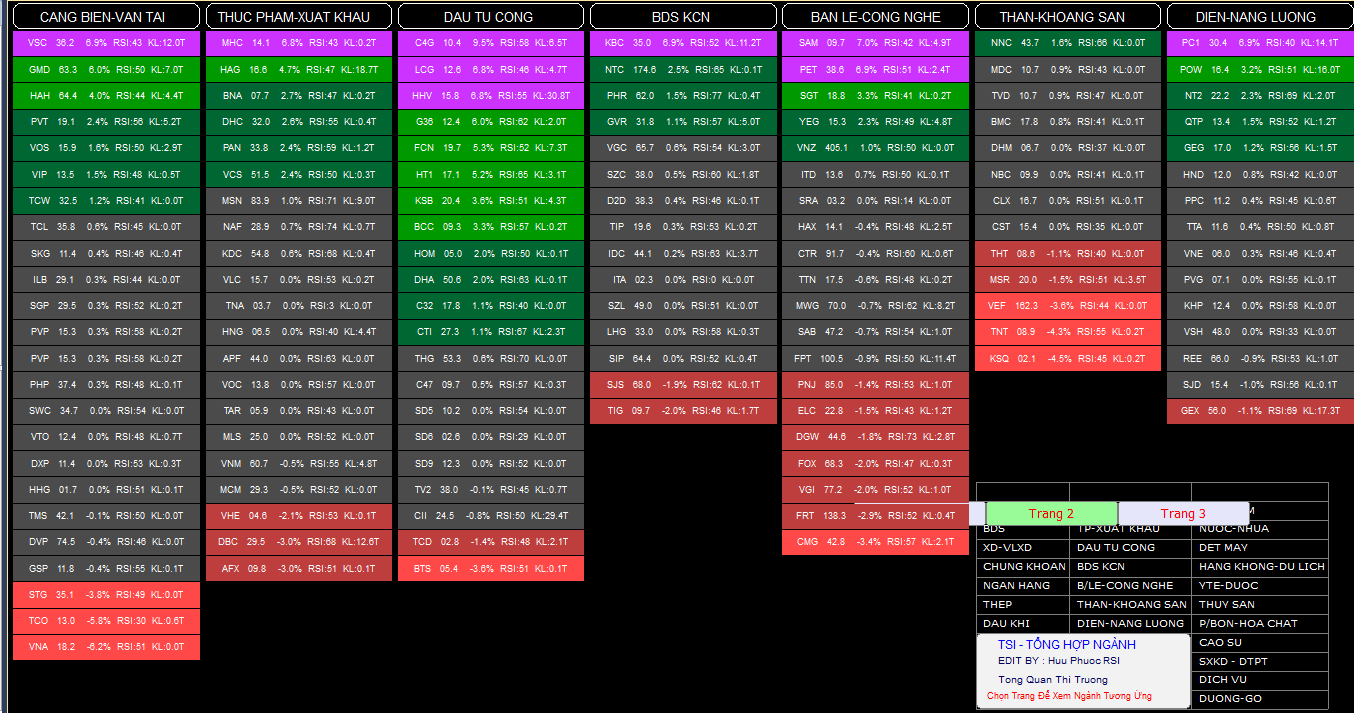 CANG BIEN-VAN TAI
VSC 36.2 6.9% RSI:43 KL:12.0T
GMD 63.3 6.0% RSI:50 KL:7.0T
HAH 64.4 4.0% RSI:44 KL:4.4T
PVT 19.1 2.4% RSI:56 KL:5.2T
VOS 15.9 1.6% RSI:50 KL:2.9T
VIP 13.5 1.5% RSI:48 KL:0.5T
TCW 32.5 1.2% RSI:41 KL:0.0T
TCL 35.8 0.6% RSI:45 KL:0.0T
SKG 11.4 0.4% RSI:46 KL:0.4T
ILB 29.1 0.3% RSI:44 KL:0.0T
SGP 29.5 0.3% RSI:52 KL:0.2T
PVP 15.3 0.3% RSI:58 KL:0.2T
PVP 15.3 0.3% RSI:58 KL:0.2T
PHP 37.4 0.3% RSI:48 KL:0.1T
SWC 34.7 0.0% RSI:54 KL:0.0T
VTO 12.4 0.0% RSI:48 KL:0.7T
DXP 11.4 0.0% RSI:53 KL:0.3T
HHG 01.7 0.0% RSI:51 KL:0.1T
TMS 42.1 -0.1% RSI:50 KL:0.0T
DVP 74.5 -0.4% RSI:46 KL:0.0T
GSP 11.8 -0.4% RSI:55 KL:0.1T
STG 35.1 -3.8% RSI:49 KL:0.0T
TCO 13.0 -5.8% RSI:30 KL:0.6T
VNA 18.2 -6.2% RSI:51 KL:0.0T
THUC PHAM-XUAT KHAU
MHC 14.1 6.8% RSI:43 KL:0.2T
HAG 16.6 4.7% RSI:47 KL:18.7T
BNA 07.7 2.7% RSI:47 KL:0.2T
DHC 32.0 2.6% RSI:55 KL:0.4T
PAN 33.8 2.4% RSI:59 KL:1.2T
VCS 51.5 2.4% RSI:50 KL:0.3T
MSN 83.9 1.0% RSI:71 KL:9.0T
NAF 28.9 0.7% RSI:74 KL:0.7T
KDC 54.8 0.6% RSI:68 KL:0.4T
VLC 15.7 0.0% RSI:53 KL:0.2T
TNA 03.7 0.0% RSI:3 KL:0.0T
HNG 06.5 0.0% RSI:40 KL:4.4T
APF 44.0 0.0% RSI:63 KL:0.0T
VOC 13.8 0.0% RSI:57 KL:0.0T
TAR 05.9 0.0% RSI:43 KL:0.0T
MLS 25.0 0.0% RSI:52 KL:0.0T
VNM 60.7 -0.5% RSI:55 KL:4.8T
MCM 29.3 -0.5% RSI:52 KL:0.0T
VHE 04.6 -2.1% RSI:53 KL:0.1T
DBC 29.5 -3.0% RSI:68 KL:12.6T
AFX 09.8 -3.0% RSI:51 KL:0.1T
DAU TU CONG
C4G 10.4 9.5% RSI:58 KL:6.5T
LCG 12.6 6.8% RSI:46 KL:4.7T
HHV 15.8 6.8% RSI:55 KL:30.8T
G36 12.4 6.0% RSI:62 KL:2.0T
FCN 19.7 5.3% RSI:52 KL:7.3T
HT1 17.1 5.2% RSI:65 KL:3.1T
KSB 20.4 3.6% RSI:51 KL:4.3T
BCC 09.3 3.3% RSI:57 KL:0.2T
HOM 05.0 2.0% RSI:50 KL:0.1T
DHA 50.6 2.0% RSI:63 KL:0.1T
C32 17.8 1.1% RSI:40 KL:0.0T
CTI 27.3 1.1% RSI:67 KL:2.3T
THG 53.3 0.6% RSI:70 KL:0.0T
C47 09.7 0.5% RSI:57 KL:0.3T
SD5 10.2 0.0% RSI:54 KL:0.0T
SD6 02.6 0.0% RSI:29 KL:0.0T
SD9 12.3 0.0% RSI:52 KL:0.0T
TV2 38.0 -0.1% RSI:45 KL:0.7T
CII 24.5 -0.8% RSI:50 KL:29.4T
TCD 02.8 -1.4% RSI:48 KL:2.1T
BTS 05.4 -3.6% RSI:51 KL:0.1T
BDS KCN
KBC 35.0 6.9% RSI:52 KL:11.2T
NTC 174.6 2.5% RSI:65 KL:0.1T
PHR 62.0 1.5% RSI:77 KL:0.4T
GVR 31.8 1.1% RSI:57 KL:5.0T
VGC 65.7 0.6% RSI:54 KL:3.0T
SZC 38.0 0.5% RSI:60 KL:1.8T
D2D 38.3 0.4% RSI:46 KL:0.1T
TIP 19.6 0.3% RSI:53 KL:0.2T
IDC 44.1 0.2% RSI:63 KL:3.7T
ITA 02.3 0.0% RSI:0 KL:0.0T
SZL 49.0 0.0% RSI:51 KL:0.0T
LHG 33.0 0.0% RSI:58 KL:0.3T
SIP 64.4 0.0% RSI:52 KL:0.4T
SJS 68.0 -1.9% RSI:62 KL:0.1T
TIG 09.7 -2.0% RSI:46 KL:1.7T
BAN LE-CONG NGHE
SAM 09.7 7.0% RSI:42 KL:4.9T
PET 38.6 6.9% RSI:51 KL:2.4T
SGT 18.8 3.3% RSI:41 KL:0.2T
YEG 15.3 2.3% RSI:49 KL:4.8T
VNZ 405.1 1.0% RSI:50 KL:0.0T
ITD 13.6 0.7% RSI:50 KL:0.1T
SRA 03.2 0.0% RSI:14 KL:0.0T
HAX 14.1 -0.4% RSI:48 KL:2.5T
CTR 91.7 -0.4% RSI:60 KL:0.6T
TTN 17.5 -0.6% RSI:48 KL:0.2T
MWG 70.0 -0.7% RSI:62 KL:8.2T
SAB 47.2 -0.7% RSI:54 KL:1.0T
FPT 100.5 -0.9% RSI:50 KL:11.4T
PNJ 85.0 -1.4% RSI:53 KL:1.0T
ELC 22.8 -1.5% RSI:43 KL:1.2T
DGW 44.6 -1.8% RSI:73 KL:2.8T
FOX 68.3 -2.0% RSI:47 KL:0.3T
VGI 77.2 -2.0% RSI:52 KL:1.0T
FRT 138.3 -2.9% RSI:52 KL:0.4T
CMG 42.8 -3.4% RSI:57 KL:2.1T
THAN-KHOANG SAN
NNC 43.7 1.6% RSI:66 KL:0.0T
MDC 10.7 0.9% RSI:43 KL:0.0T
TVD 10.7 0.9% RSI:47 KL:0.0T
BMC 17.8 0.8% RSI:41 KL:0.1T
DHM 06.7 0.0% RSI:37 KL:0.0T
NBC 09.9 0.0% RSI:41 KL:0.1T
CLX 16.7 0.0% RSI:51 KL:0.1T
CST 15.4 0.0% RSI:35 KL:0.0T
THT 08.6 -1.1% RSI:40 KL:0.0T
MSR 20.0 -1.5% RSI:51 KL:3.5T
VEF 162.3 -3.6% RSI:44 KL:0.0T
TNT 08.9 -4.3% RSI:55 KL:0.2T
KSQ 02.1 -4.5% RSI:45 KL:0.2T
DIEN-NANG LUONG
PC1 30.4 6.9% RSI:40 KL:14.1T
POW 16.4 3.2% RSI:51 KL:16.0T
NT2 22.2 2.3% RSI:69 KL:2.0T
QTP 13.4 1.5% RSI:52 KL:1.2T
GEG 17.0 1.2% RSI:56 KL:1.5T
HND 12.0 0.8% RSI:42 KL:0.0T
PPC 11.2 0.4% RSI:45 KL:0.6T
TTA 11.6 0.4% RSI:50 KL:0.8T
VNE 06.0 0.3% RSI:46 KL:0.4T
PVG 07.1 0.0% RSI:55 KL:0.1T
KHP 12.4 0.0% RSI:58 KL:0.0T
VSH 48.0 0.0% RSI:33 KL:0.0T
REE 66.0 -0.9% RSI:53 KL:1.0T
SJD 15.4 -1.0% RSI:56 KL:0.1T
GEX 56.0 -1.1% RSI:69 KL:17.3T
Trang 2 Trang 3
BDS TP-XUAT KHAU NUOC-NHUA
XD-VLXD DAU TU CONG DET MAY
CHUNG KHOAN BDS KCN HANG KHONG-DU LICH
NGAN HANG B/LE-CONG NGHE YTE-DUOC
THEP THAN-KHOANG SAN THUY SAN
DAU KHI DIEN-NANG LUONG P/BON-HOA CHAT
CAO SU
SXKD - DTPT
DICH VU
DUONG-GO
TSI - TỔNG HỢP NGÀNH
EDIT BY : Huu Phuoc RSI
Tong Quan Thi Truong
Chọn Trang Để Xem Ngành Tương Ứng